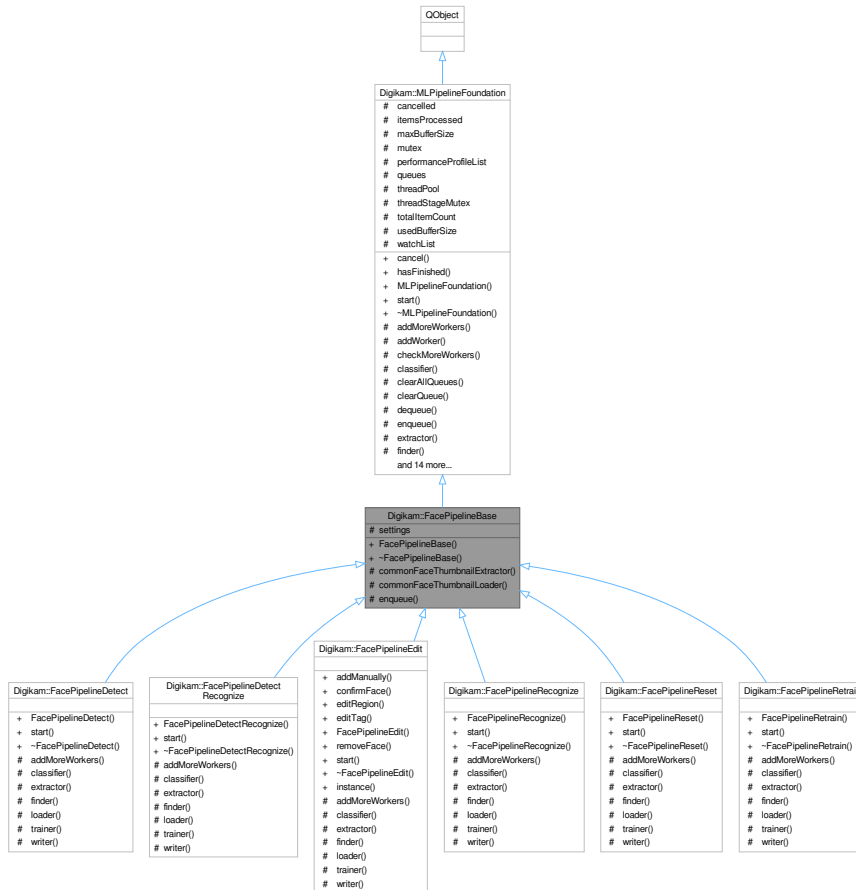 QObject
Digikam::MLPipelineFoundation
# cancelled
# itemsProcessed
# maxBufferSize
# mutex
# performanceProfileList
# queues
# threadPool
# threadStageMutex
# totalItemCount
# usedBufferSize
# watchList
+ cancel()
+ hasFinished()
+ MLPipelineFoundation()
+ start()
+ ~MLPipelineFoundation()
# addMoreWorkers()
# addWorker()
# checkMoreWorkers()
# classifier()
# clearAllQueues()
# clearQueue()
# dequeue()
# enqueue()
# extractor()
# finder()
and 14 more...
Digikam::FacePipelineBase
# settings
+ FacePipelineBase()
+ ~FacePipelineBase()
# commonFaceThumbnailExtractor()
# commonFaceThumbnailLoader()
# enqueue()
Digikam::FacePipelineDetect
+ FacePipelineDetect()
+ start()
+ ~FacePipelineDetect()
# addMoreWorkers()
# classifier()
# extractor()
# finder()
# loader()
# trainer()
# writer()
Digikam::FacePipelineDetect
Recognize
+ FacePipelineDetectRecognize()
+ start()
+ ~FacePipelineDetectRecognize()
# addMoreWorkers()
# classifier()
# extractor()
# finder()
# loader()
# trainer()
# writer()
Digikam::FacePipelineEdit
+ addManually()
+ confirmFace()
+ editRegion()
+ editTag()
+ FacePipelineEdit()
+ removeFace()
+ start()
+ ~FacePipelineEdit()
+ instance()
# addMoreWorkers()
# classifier()
# extractor()
# finder()
# loader()
# trainer()
# writer()
Digikam::FacePipelineRecognize
+ FacePipelineRecognize()
+ start()
+ ~FacePipelineRecognize()
# addMoreWorkers()
# classifier()
# extractor()
# finder()
# loader()
# trainer()
# writer()
Digikam::FacePipelineReset
+ FacePipelineReset()
+ start()
+ ~FacePipelineReset()
# addMoreWorkers()
# classifier()
# extractor()
# finder()
# loader()
# trainer()
# writer()
Digikam::FacePipelineRetrain
+ FacePipelineRetrain()
+ start()
+ ~FacePipelineRetrain()
# addMoreWorkers()
# classifier()
# extractor()
# finder()
# loader()
# trainer()
# writer()